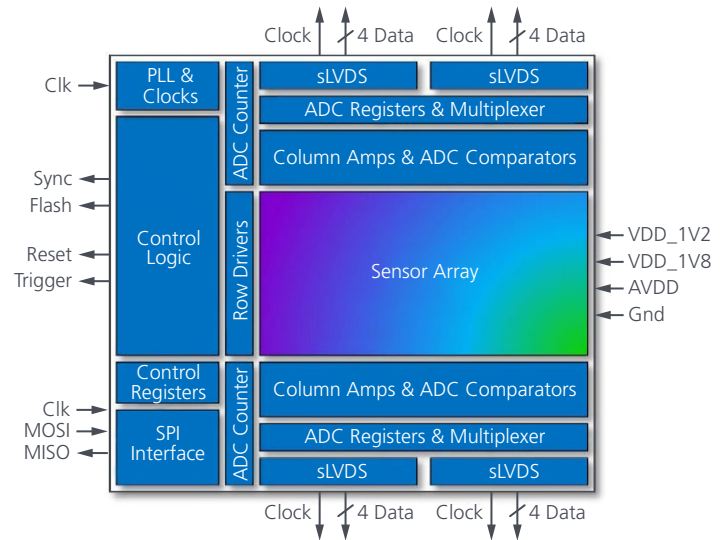 Clock
4 Data
Clock
4 Data
Clk
PLL &
Clocks
ADC Counter
sLVDS
sLVDS
ADC Registers & Multiplexer
Column Amps & ADC Comparators
Sync
Flash
Reset
Trigger
Control
Logic
Row Drivers
Sensor Array
VDD_1V2
VDD_1V8
AVDD
Gnd
Control
Registers
Clk
MOSI
MISO
SPI
Interface
ADC Counter
Column Amps & ADC Comparators
ADC Registers & Multiplexer
sLVDS
sLVDS
Clock
4 Data
Clock
4 Data